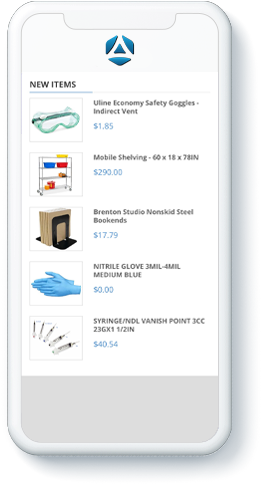 NEW ITEMS
Uline Economy Safety Goggles -
Indirect Vent
$1.85
Mobile Shelving - 60 x 18 x 78IN
$290.00
Brenton Studio Nonskid Steel
Bookends
$17.79
NITRILE GLOVE 3MIL-4MIL
MEDIUM BLUE
$0.00
SYRINGE/NDL VANISH POINT 3CC
23GX1 1/2IN
$40.54